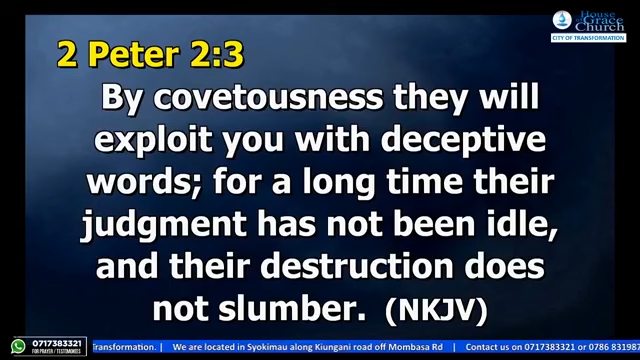 House
of Grace
Church
CITY OF TRANSFORMATION
2 Peter 2:3
By covetousness they will
exploit you with deceptive
words; for a long time their
judgment has not been idle,
and their destruction does
not slumber. (NKJV)
0717383321
FOR PRAYER / TESTIMONIES
Transformation. | We are located in Syokimau along Kiungani road off Mombasa Rd | Contact us on 0717383321 or 0786 831987